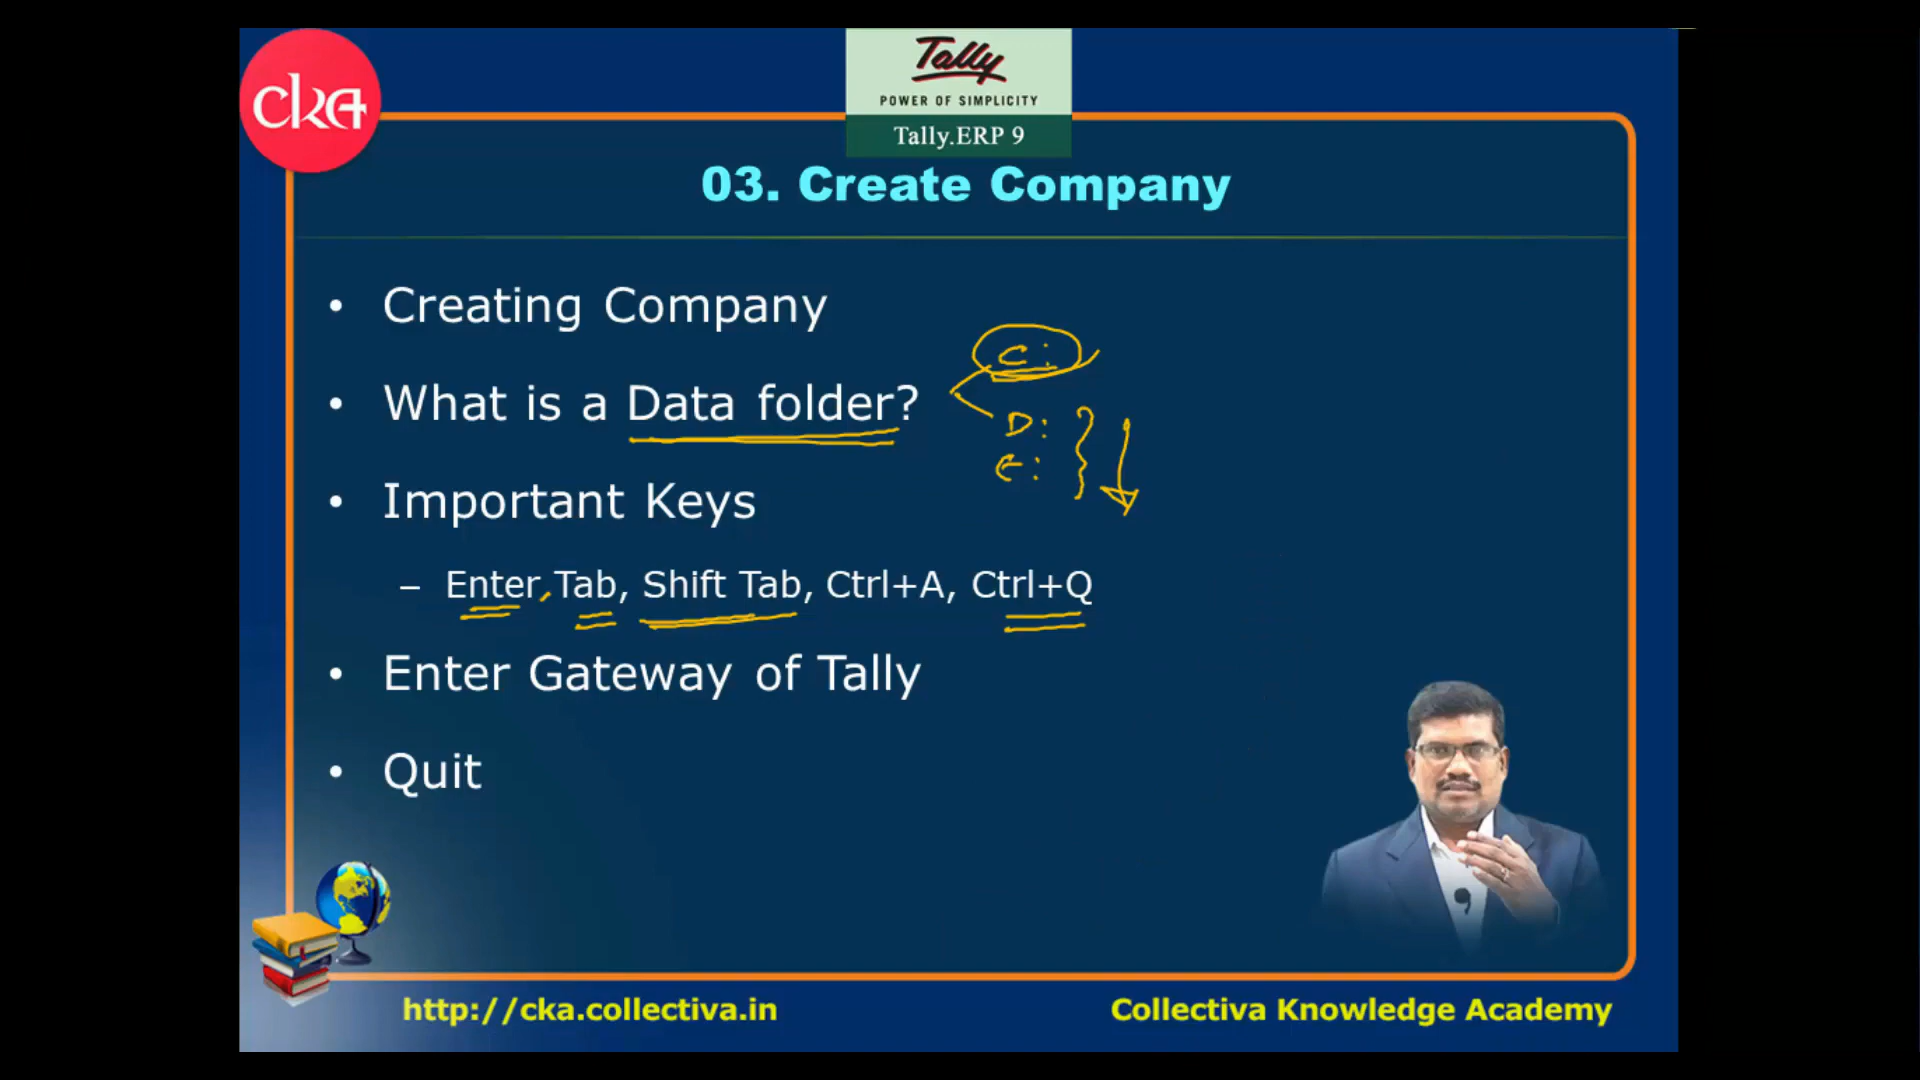 cka
Tally
POWER OF SIMPLICITY
Tally.ERP 9
03. Create Company
• Creating Company
• What is a Data folder?
C:
D:
E:
• Important Keys
– Enter, Tab, Shift Tab, Ctrl+A, Ctrl+Q
• Enter Gateway of Tally
• Quit
http://cka.collectiva.in
Collectiva Knowledge Academy